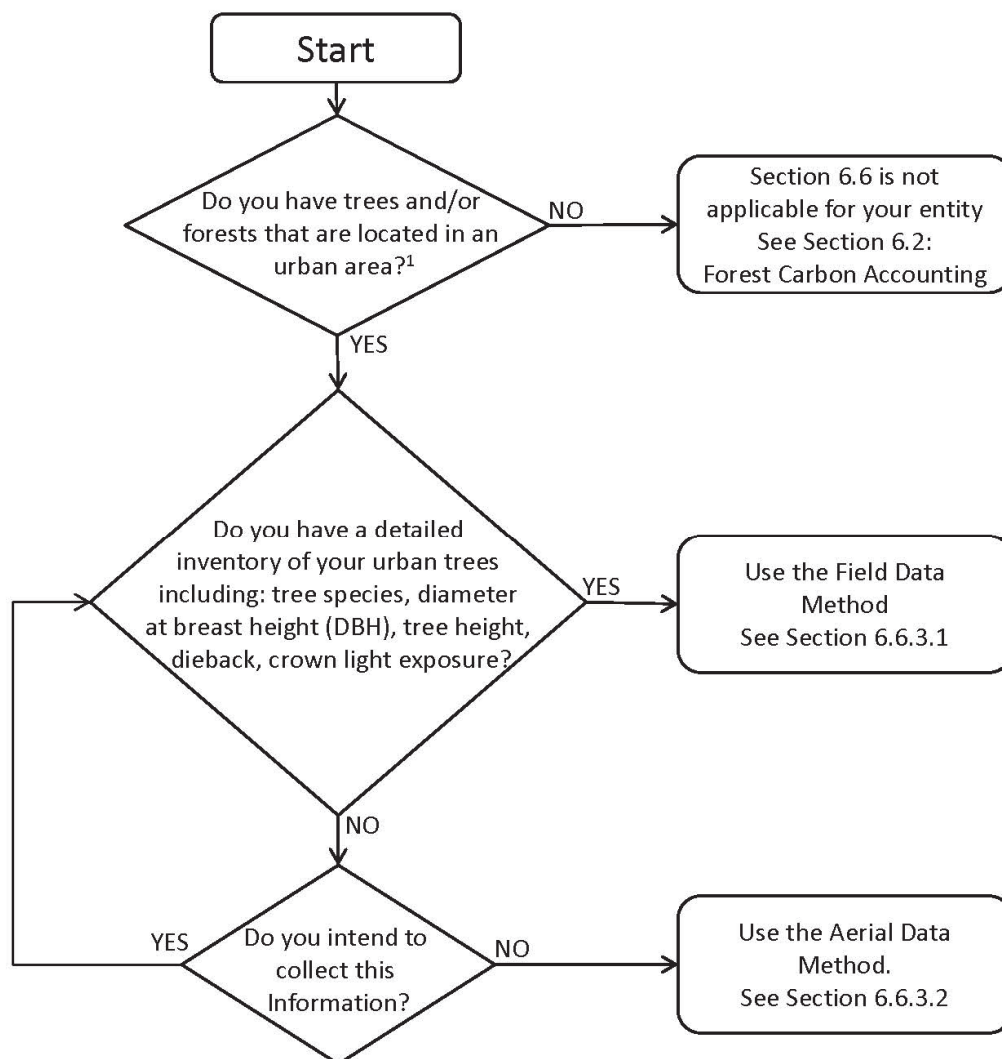 Start
Do you have trees and/or
forests that are located in an
urban area?1
NO
Section 6.6 is not
applicable for your entity
See Section 6.2:
Forest Carbon Accounting
YES
Do you have a detailed
inventory of your urban trees
including: tree species, diameter
at breast height (DBH), tree height,
dieback, crown light exposure?
YES
Use the Field Data
Method
See Section 6.6.3.1
NO
YES
Do you intend to
collect this
Information?
NO
Use the Aerial Data
Method.
See Section 6.6.3.2